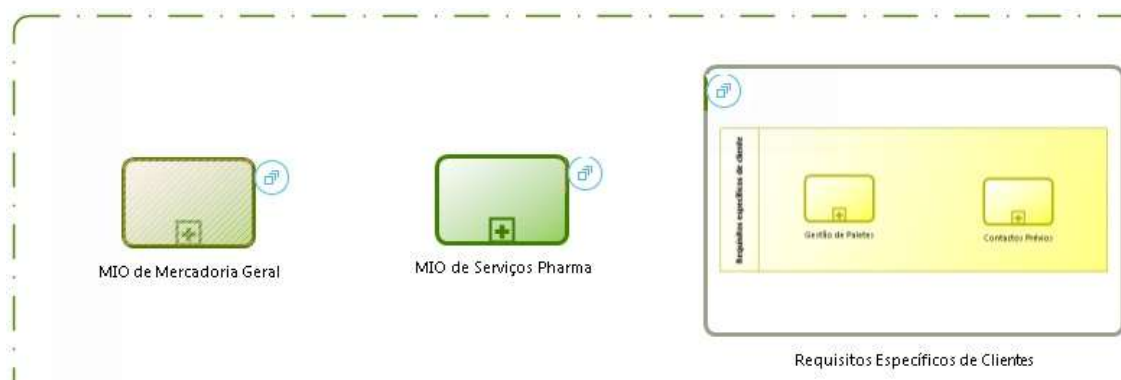 Requisitos específicos de cliente
Gestão de Paletes
Contactos Prévios
MIO de Mercadoria Geral
MIO de Serviços Pharma
Requisitos Específicos de Clientes